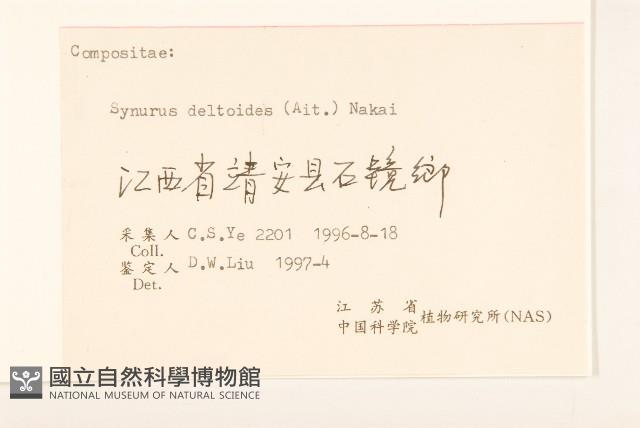 Compositae:
Synurus deltoides (Ait.) Nakai
江西省靖安县石镜鄉
采集人 C.S.Ye 2201 1996-8-18
Coll.
鉴定人 D.W.Liu 1997-4
Det.
江苏省
中国科学院 植物研究所(NAS)
國立自然科學博物館
NATIONAL MUSEUM OF NATURAL SCIENCE